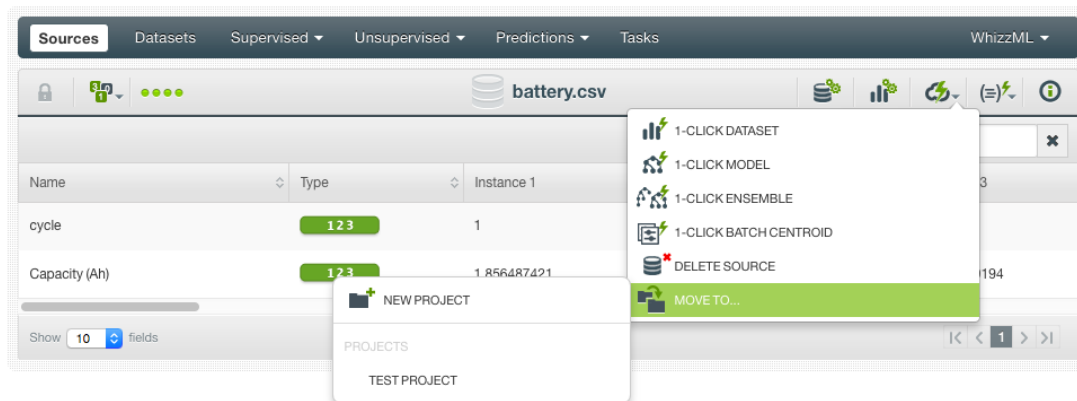 Sources Datasets Supervised Unsupervised Predictions Tasks WhizzML
battery.csv
1-CLICK DATASET
1-CLICK MODEL
Name Type Instance 1 3
1-CLICK ENSEMBLE
cycle 123 1
1-CLICK BATCH CENTROID
DELETE SOURCE
Capacity (Ah) 123 1.856487421 194
NEW PROJECT
MOVE TO...
Show 10 fields
1
PROJECTS
TEST PROJECT